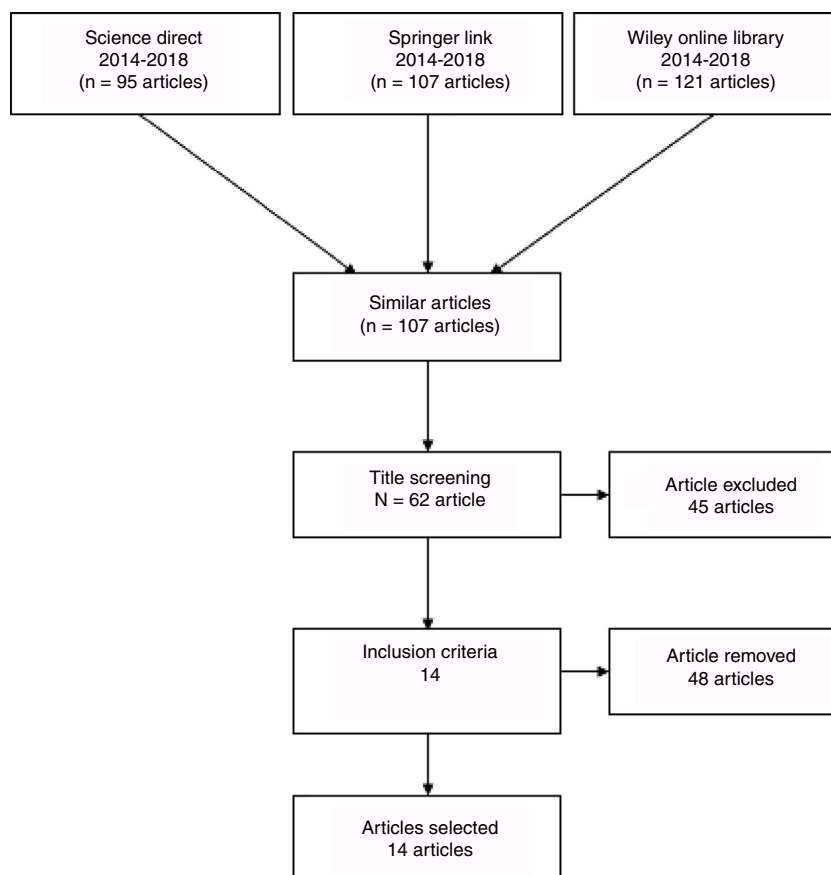 Science direct
2014-2018
(n = 95 articles)
Springer link
2014-2018
(n = 107 articles)
Wiley online library
2014-2018
(n = 121 articles)
Similar articles
(n = 107 articles)
Title screening
N = 62 article
Article excluded
45 articles
Inclusion criteria
14
Article removed
48 articles
Articles selected
14 articles